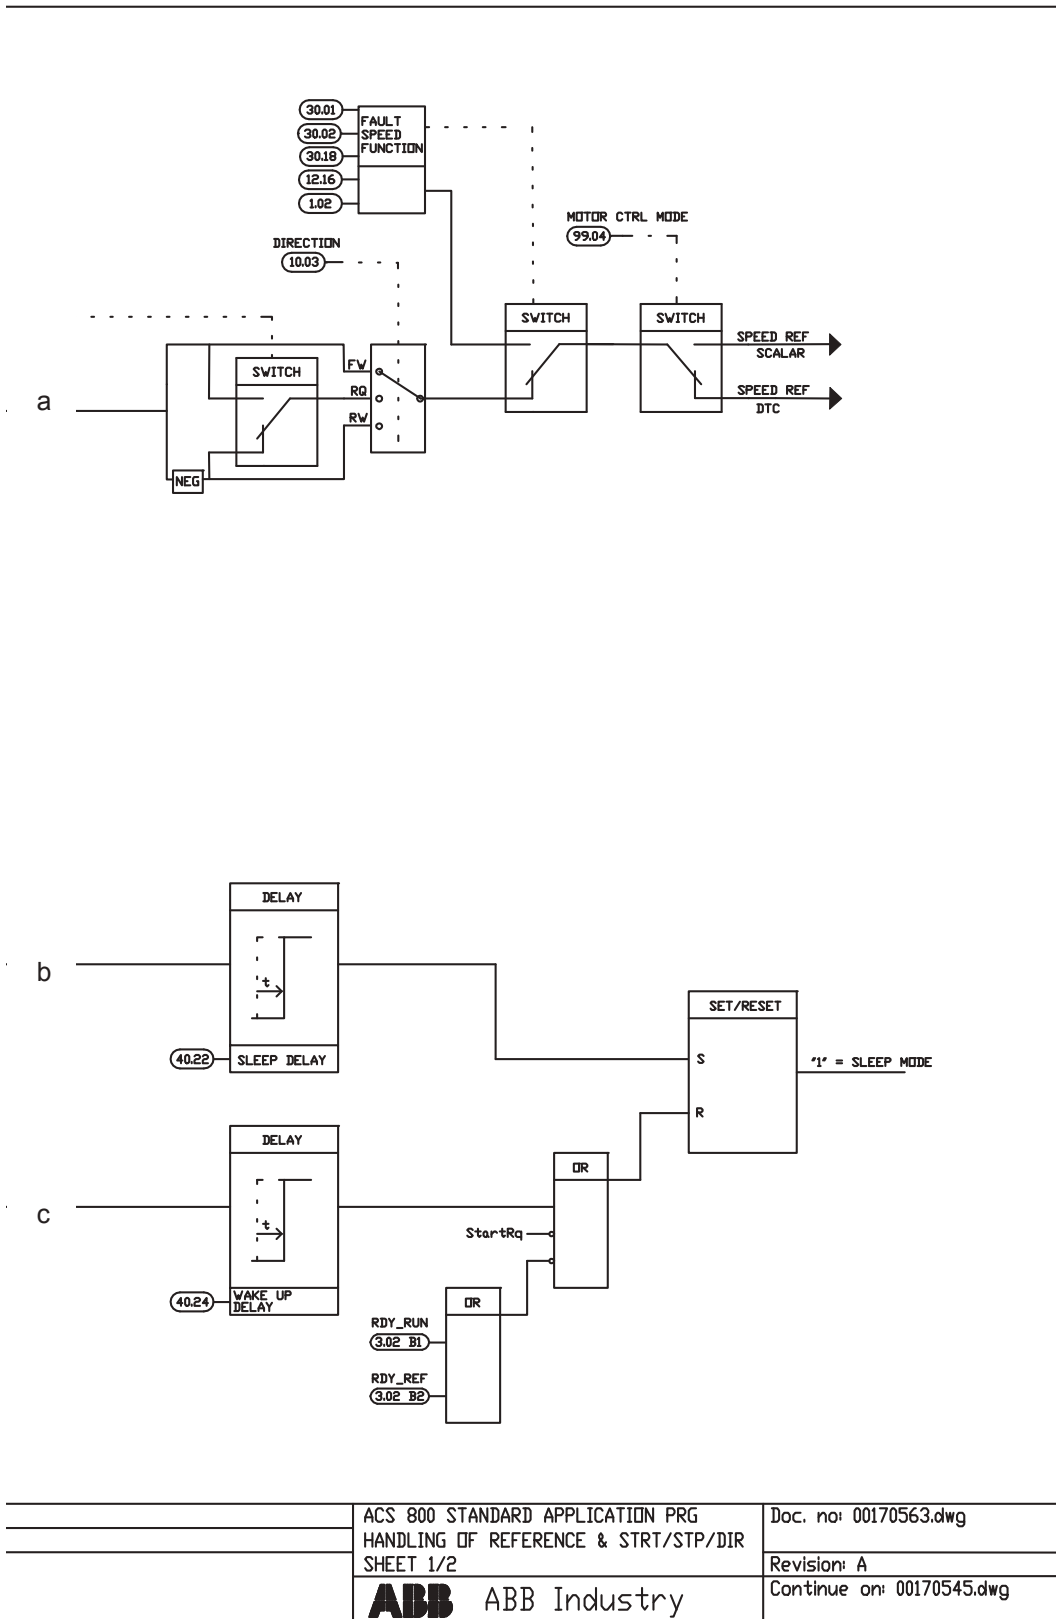 30.01
30.02
30.18
12.16
1.02
FAULT
SPEED
FUNCTION
DIRECTION
10.03
MOTOR CTRL MODE
99.04
SWITCH
SWITCH
SPEED REF
SCALAR
SPEED REF
DTC
SWITCH
FW
RQ
RW
a
NEG
DELAY
b
t
40.22
SLEEP DELAY
SET/RESET
S
R
"1" = SLEEP MODE
DELAY
c
t
40.24
WAKE UP
DELAY
OR
StartRq
OR
RDY_RUN
3.02 B1
RDY_REF
3.02 B2
ACS 800 STANDARD APPLICATION PRG
HANDLING OF REFERENCE & STRT/STP/DIR
SHEET 1/2
Doc. no: 00170563.dwg
Revision: A
ABB ABB Industry
Continue on: 00170545.dwg